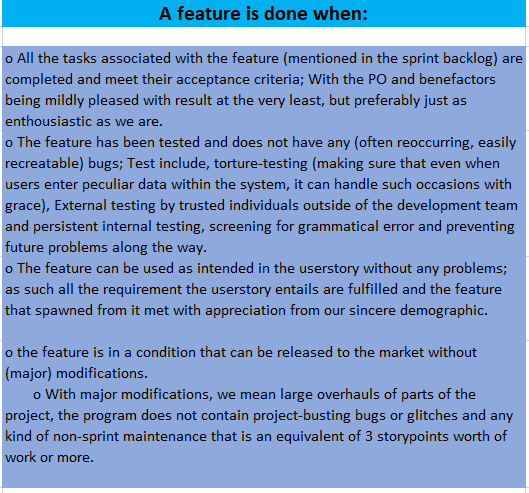 A feature is done when:
o All the tasks associated with the feature (mentioned in the sprint backlog) are
completed and meet their acceptance criteria; With the PO and benefactors
being mildly pleased with result at the very least, but preferably just as
enthousiastic as we are.
o The feature has been tested and does not have any (often reoccurring, easily
recreatable) bugs; Test include, torture-testing (making sure that even when
users enter peculiar data within the system, it can handle such occasions with
grace), External testing by trusted individuals outside of the development team
and persistent internal testing, screening for grammatical error and preventing
future problems along the way.
o The feature can be used as intended in the userstory without any problems;
as such all the requirement the userstory entails are fulfilled and the feature
that spawned from it met with appreciation from our sincere demographic.
o the feature is in a condition that can be released to the market without
(major) modifications.
o With major modifications, we mean large overhauls of parts of the
project, the program does not contain project-busting bugs or glitches and any
kind of non-sprint maintenance that is an equivalent of 3 storypoints worth of
work or more.